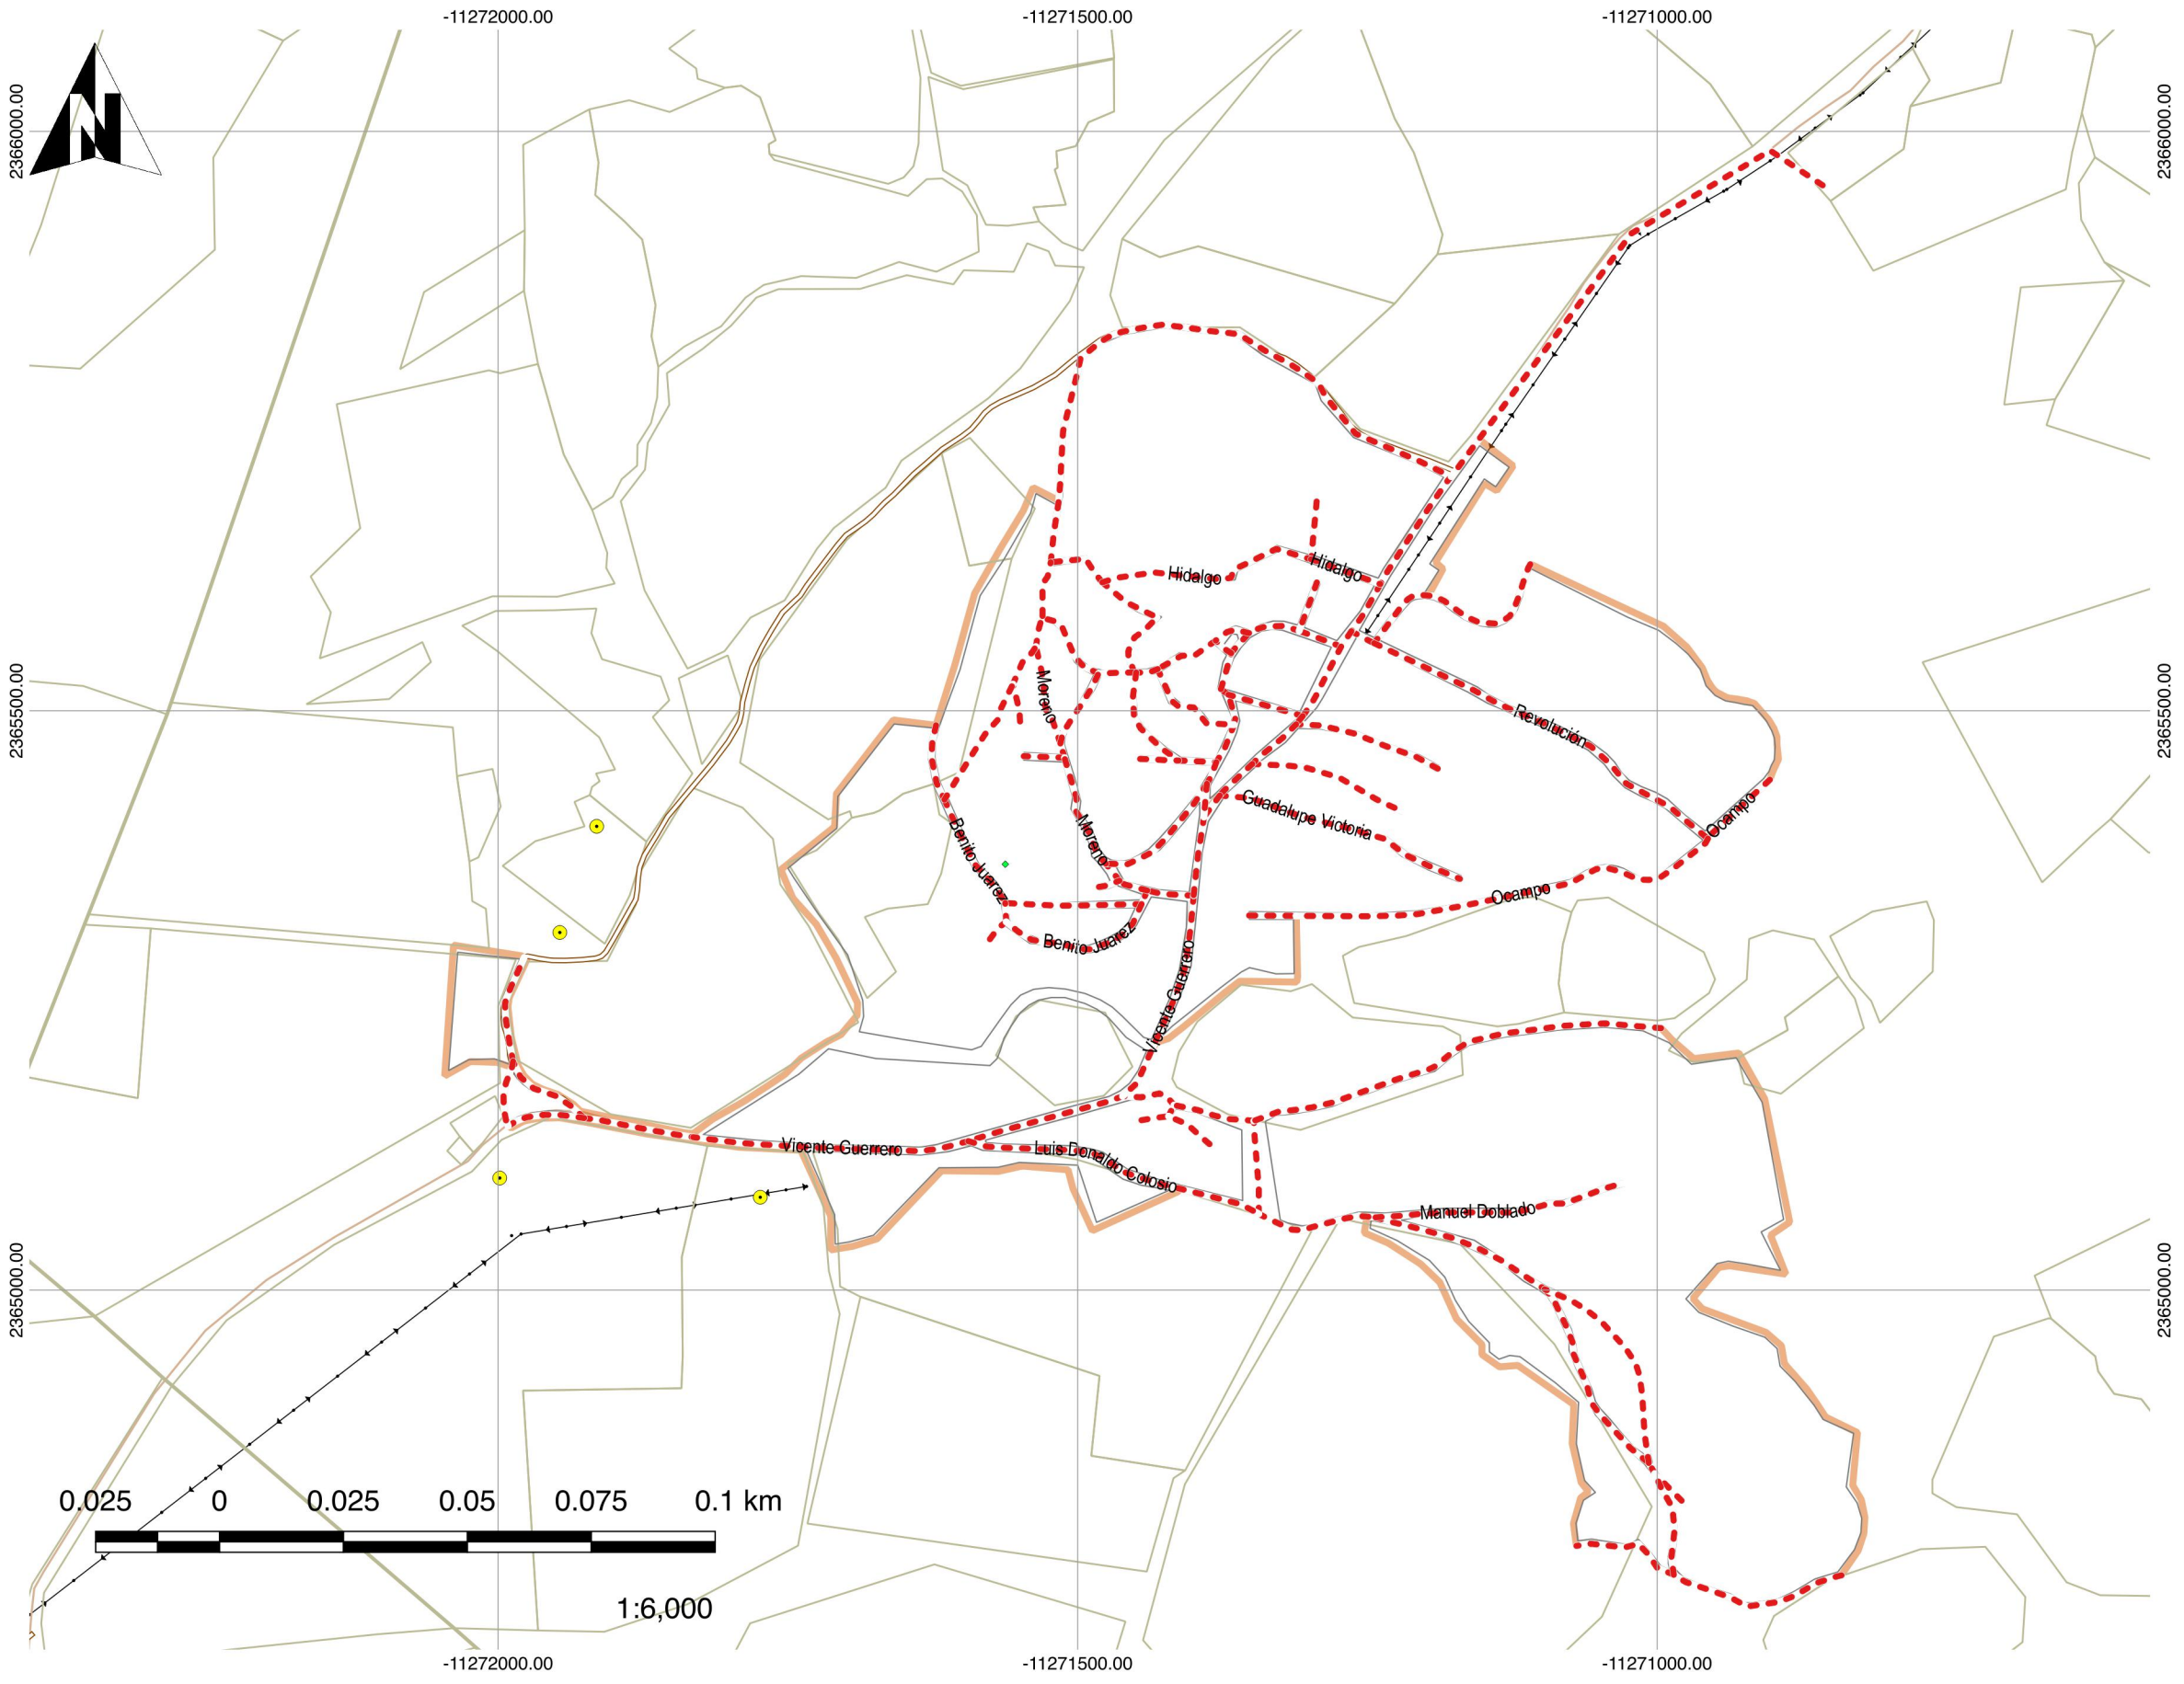 -11272000.00 -11271500.00 -11271000.00
N
2366000.00 2366000.00
Hidalgo
Hidalgo
Moreno
2365500.00 2365500.00
Revolución
Guadalupe Victoria
Ocampo
Moreno
Benito Juarez
Ocampo
Benito Juarez
Vicente Guerrero
Vicente Guerrero
Luis Donaldo Colosio
Manuel Doblado
2365000.00 2365000.00
0.025 0 0.025 0.05 0.075 0.1 km
1:6,000
-11272000.00 -11271500.00 -11271000.00